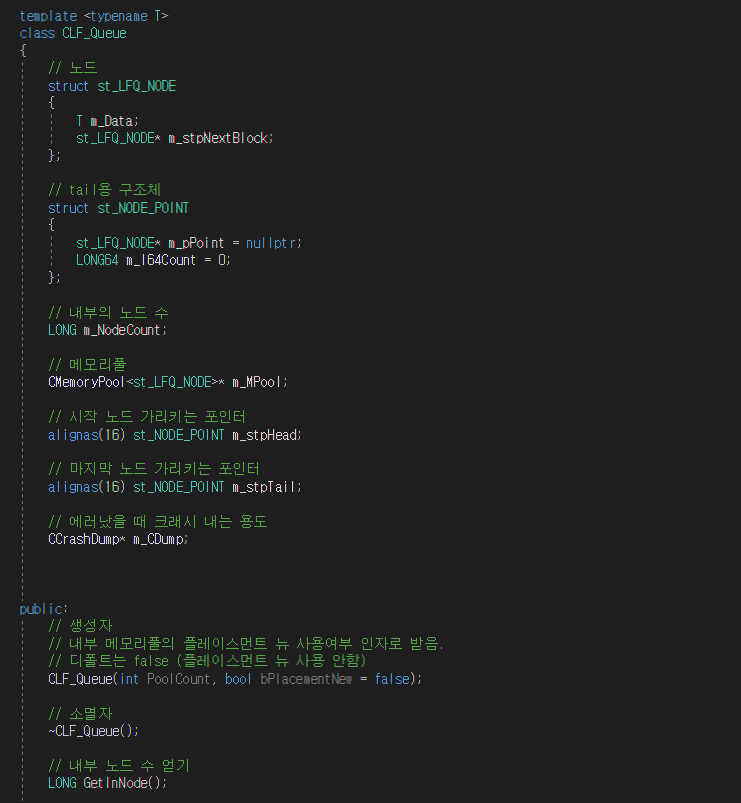 template <typename T>
class CLF_Queue
{
// 노드
struct st_LFQ_NODE
{
T m_Data;
st_LFQ_NODE* m_stpNextBlock;
};
// tail용 구조체
struct st_NODE_POINT
{
st_LFQ_NODE* m_pPoint = nullptr;
LONG64 m_l64Count = 0;
};
// 내부의 노드 수
LONG m_NodeCount;
// 메모리풀
CMemoryPool<st_LFQ_NODE>* m_MPool;
// 시작 노드 가리키는 포인터
alignas(16) st_NODE_POINT m_stpHead;
// 마지막 노드 가리키는 포인터
alignas(16) st_NODE_POINT m_stpTail;
// 에러났을 때 크래시 내는 용도
CCrashDump* m_CDump;
public:
// 생성자
// 내부 메모리풀의 플레이스먼트 뉴 사용여부 인자로 받음.
// 디폴트는 false (플레이스먼트 뉴 사용 안함)
CLF_Queue(int PoolCount, bool bPlacementNew = false);
// 소멸자
~CLF_Queue();
// 내부 노드 수 얻기
LONG GetInNode();